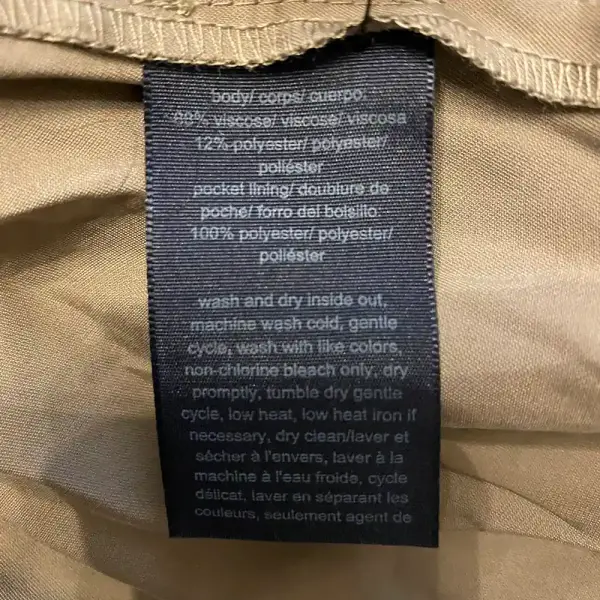 body/ corps/ cuerpo:
88% viscose/ viscose/ viscosa
12% polyester/ polyester/
poliéster
pocket lining/ doublure de
poche/ forro del bolsillo:
100% polyester/ polyester/
poliéster
wash and dry inside out,
machine wash cold, gentle
cycle, wash with like colors,
non-chlorine bleach only, dry
promptly, tumble dry gentle
cycle, low heat, low heat iron if
necessary, dry clean/laver et
sécher à l'envers, laver à la
machine à l'eau froide, cycle
délicat, laver en séparant les
couleurs, seulement agent de